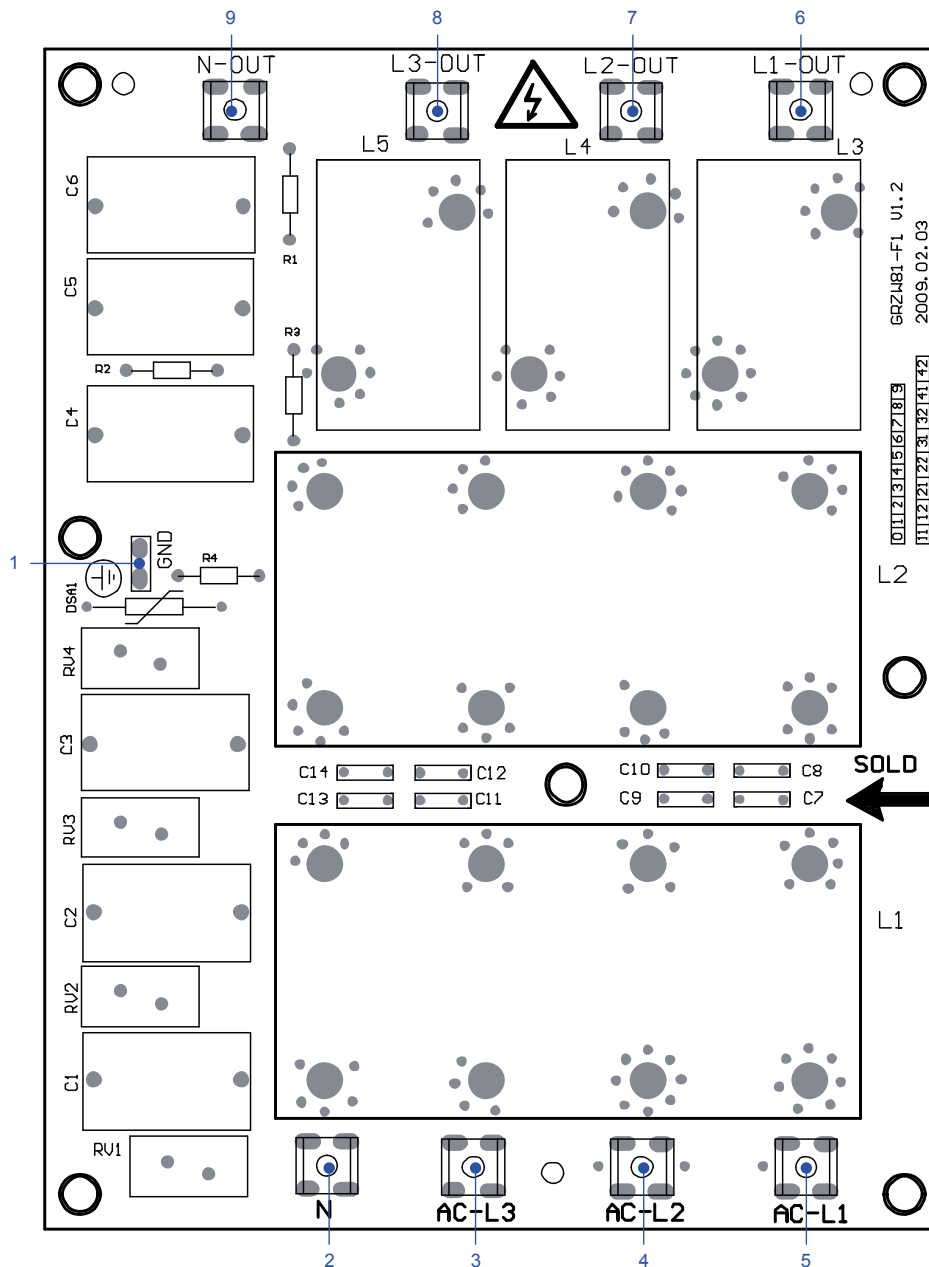 9
8
7
6
N-OUT
L3-OUT
L2-OUT
L1-OUT
L5
L4
L3
C6
R1
C5
R3
R2
C4
GRZW81-F1 V1.2
2009.02.03
0 1 2 3 4 5 6 7 8 9
11 12 21 22 31 32 41 42
1
GND
R4
DSA1
L2
RV4
C3
C14
C12
C10
C8
SOLD
C13
C11
C9
C7
RV3
C2
L1
RV2
C1
RV1
N
AC-L3
AC-L2
AC-L1
2
3
4
5